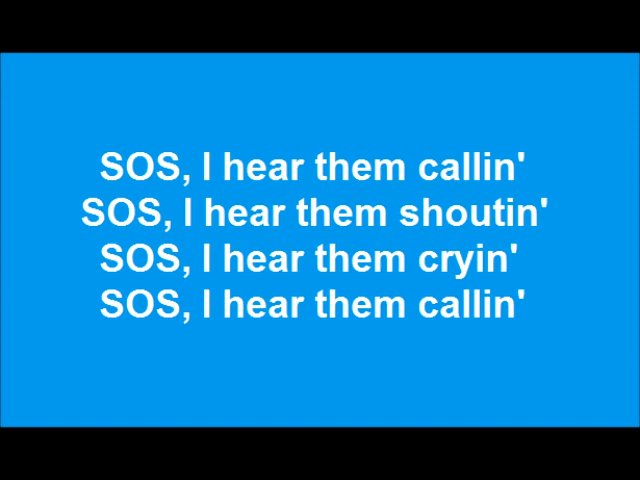 SOS, I hear them callin'
SOS, I hear them shoutin'
SOS, I hear them cryin'
SOS, I hear them callin'